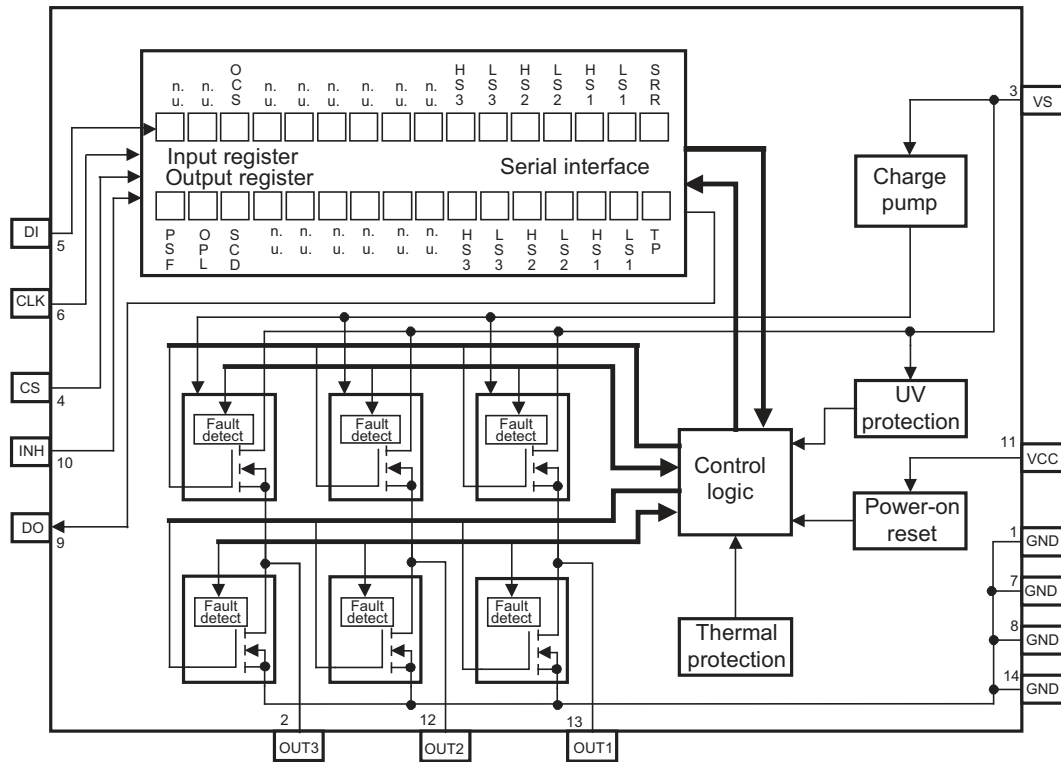 n. u.
n. u.
OCS
n. u.
n. u.
n. u.
n. u.
n. u.
n. u.
HS3
LS3
HS2
LS2
HS1
LS1
SRR
Input register
Output register
Serial interface
PSF
OPL
SCD
n. u.
n. u.
n. u.
n. u.
n. u.
n. u.
HS3
LS3
HS2
LS2
HS1
LS1
TP
3
VS
Charge
pump
DI
5
CLK
6
CS
4
INH
10
DO
9
Fault
detect
Fault
detect
Fault
detect
UV
protection
Control
logic
11
VCC
Power-on
reset
1
GND
7
GND
8
GND
14
GND
Fault
detect
Fault
detect
Fault
detect
Thermal
protection
2
OUT3
12
OUT2
13
OUT1